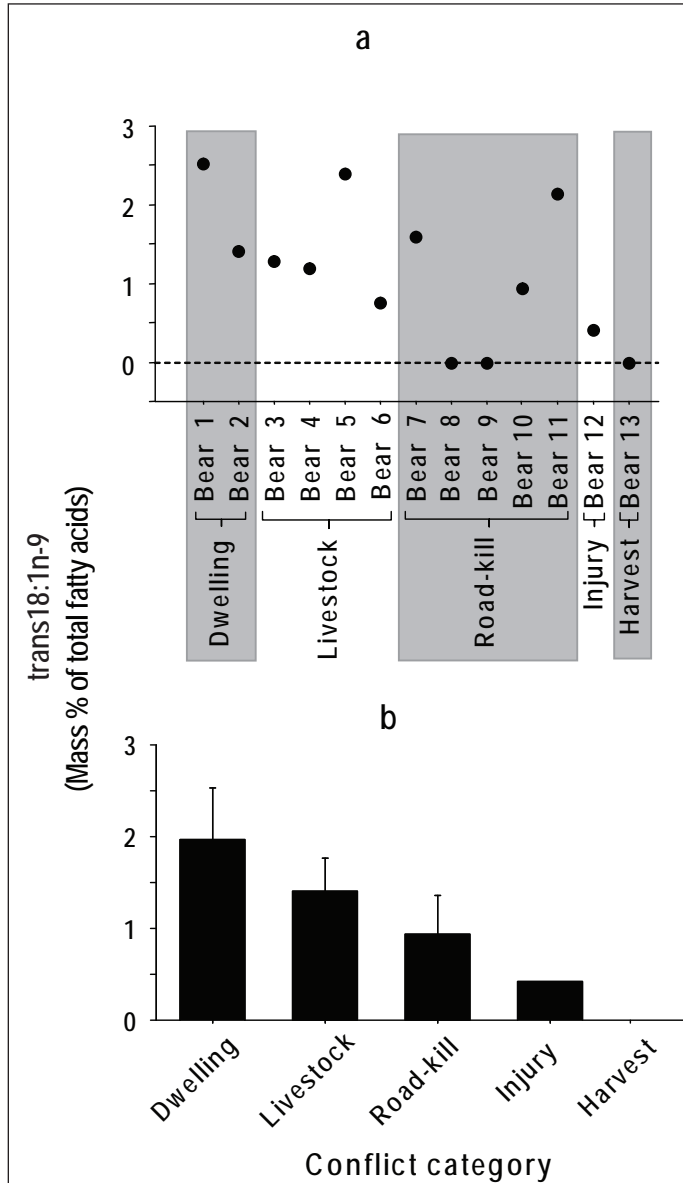 a
trans18:1n-9
(Mass % of total fatty acids)
3
2
1
0
Bear 1
Bear 2
Bear 3
Bear 4
Bear 5
Bear 6
Bear 7
Bear 8
Bear 9
Bear 10
Bear 11
Bear 12
Bear 13
Dwelling
Livestock
Road-kill
Injury
Harvest
b
3
2
1
0
Dwelling
Livestock
Road-kill
Injury
Harvest
Conflict category